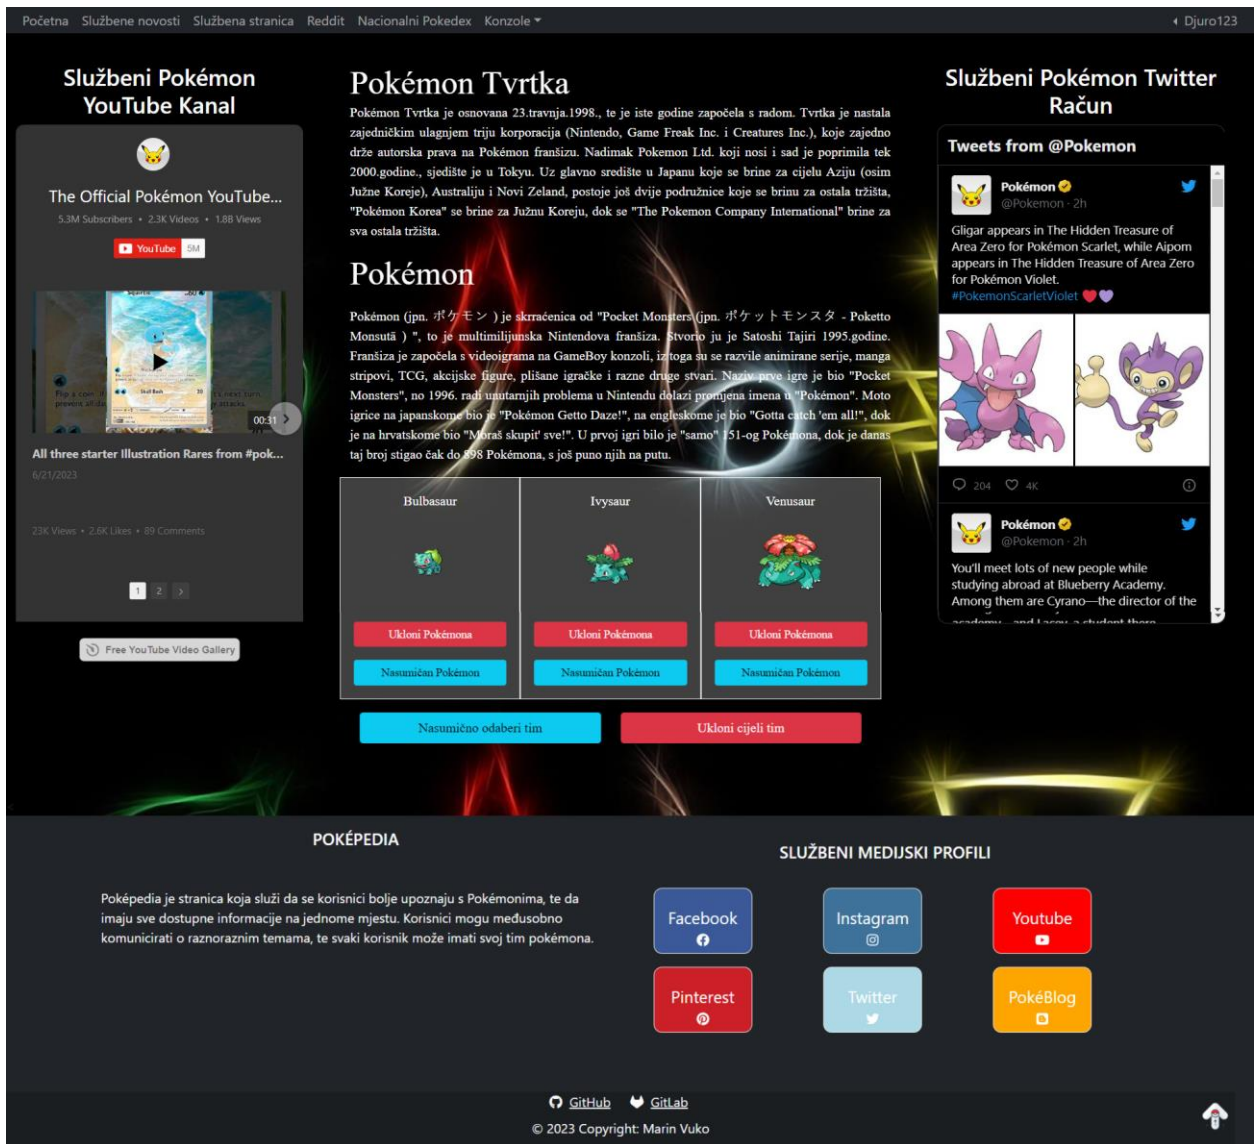 Početna Službene novosti Službena stranica Reddit Nacionalni Pokedex Konzole
Djuro123
Službeni Pokémon
YouTube Kanal
The Official Pokémon YouTube...
5.3M Subscribers • 2.3K Videos • 1.8B Views
YouTube 5M
00:31
All three starter Illustration Rares from #pok...
6/21/2023
23K Views • 2.6K Likes • 89 Comments
1 2 >
Free YouTube Video Gallery
Pokémon Tvrtka
Pokémon Tvrtka je osnovana 23.travnja.1998., te je iste godine započela s radom. Tvrtka je nastala
zajedničkim ulagnjem triju korporacija (Nintendo, Game Freak Inc. i Creatures Inc.), koje zajedno
drže autorska prava na Pokémon franšizu. Nadimak Pokemon Ltd. koji nosi i sad je poprimila tek
2000.godine., sjedište je u Tokyu. Uz glavno središte u Japanu koje se brine za cijelu Aziju (osim
Južne Koreje), Australiju i Novi Zeland, postoje još dvije podružnice koje se brinu za ostala tržišta,
"Pokémon Korea" se brine za Južnu Koreju, dok se "The Pokemon Company International" brine za
sva ostala tržišta.
Pokémon
Pokémon (jpn. ポケモン ) je skrraćenica od "Pocket Monsters (jpn. ポケットモンスタ - Poketto
Monsutā ) ", to je multimilijunska Nintendova franšiza. Stvorio ju je Satoshi Tajiri 1995.godine.
Franšiza je započela s videoigrama na GameBoy konzoli, iz toga su se razvile animirane serije, manga
stripovi, TCG, akcijske figure, plišane igračke i razne druge stvari. Naziv prve igre je bio "Pocket
Monsters", no 1996. radi unutarnjih problema u Nintendu dolazi promjena imena u "Pokémon". Moto
igrice na japanskome bio je "Pokémon Getto Daze!", na engleskome je bio "Gotta catch 'em all!", dok
je na hrvatskome bio "Moraš skupit' sve!". U prvoj igri bilo je "samo" 151-og Pokémona, dok je danas
taj broj stigao čak do 898 Pokémona, s još puno njih na putu.
Bulbasaur Ivysaur Venusaur
Ukloni Pokémona Ukloni Pokémona Ukloni Pokémona
Nasumičan Pokémon Nasumičan Pokémon Nasumičan Pokémon
Nasumično odaberi tim Ukloni cijeli tim
Službeni Pokémon Twitter
Račun
Tweets from @Pokemon
Pokémon
@Pokemon · 2h
Gligar appears in The Hidden Treasure of
Area Zero for Pokémon Scarlet, while Aipom
appears in The Hidden Treasure of Area Zero
for Pokémon Violet.
#PokemonScarletViolet ❤️💜
204 4K
Pokémon
@Pokemon · 2h
You'll meet lots of new people while
studying abroad at Blueberry Academy.
Among them are Cyrano—the director of the
academy—and Lacey, a student there
POKÉPEDIA
Poképedia je stranica koja služi da se korisnici bolje upoznaju s Pokémonima, te da
imaju sve dostupne informacije na jednome mjestu. Korisnici mogu međusobno
komunicirati o raznoraznim temama, te svaki korisnik može imati svoj tim pokémona.
SLUŽBENI MEDIJSKI PROFILI
Facebook Instagram Youtube
Pinterest Twitter PokéBlog
GitHub GitLab
© 2023 Copyright: Marin Vuko